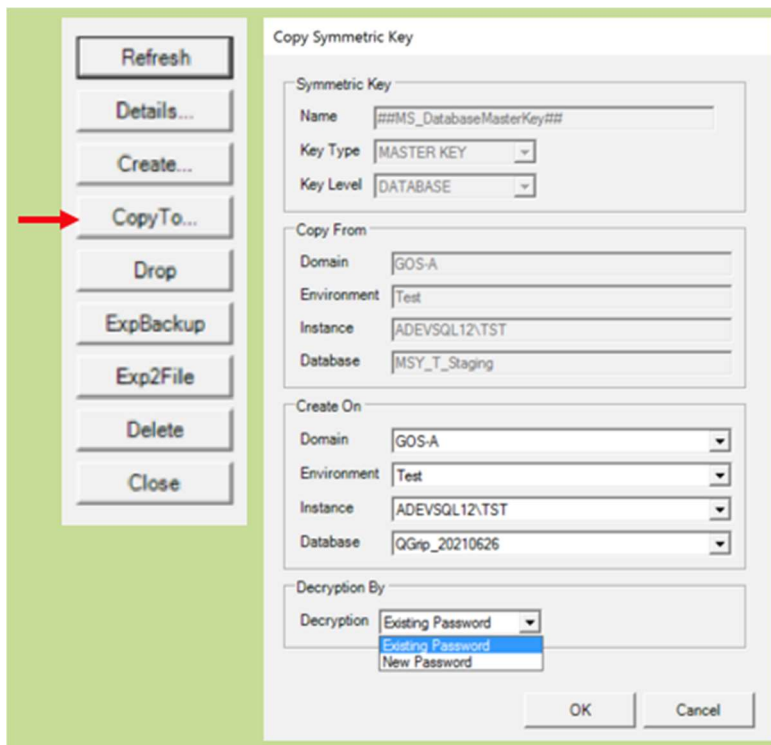 Refresh
Details...
Create...
CopyTo...
Drop
ExpBackup
Exp2File
Delete
Close
Copy Symmetric Key
Symmetric Key
Name ##MS_DatabaseMasterKey##
Key Type MASTER KEY
Key Level DATABASE
Copy From
Domain GOS-A
Environment Test
Instance ADEVSQL12\TST
Database MSY_T_Staging
Create On
Domain GOS-A
Environment Test
Instance ADEVSQL12\TST
Database QGrip_20210626
Decryption By
Decryption Existing Password
Existing Password
New Password
OK Cancel